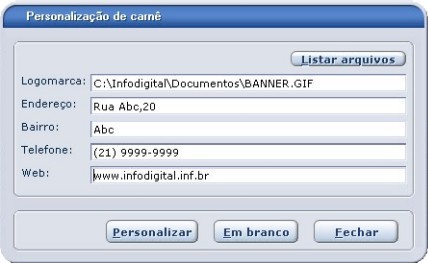 Personalização de carnê
Listar arquivos
Logomarca: C:\Infodigital\Documentos\BANNER.GIF
Endereço: Rua Abc,20
Bairro: Abc
Telefone: (21) 9999-9999
Web: www.infodigital.inf.br
Personalizar Em branco Fechar